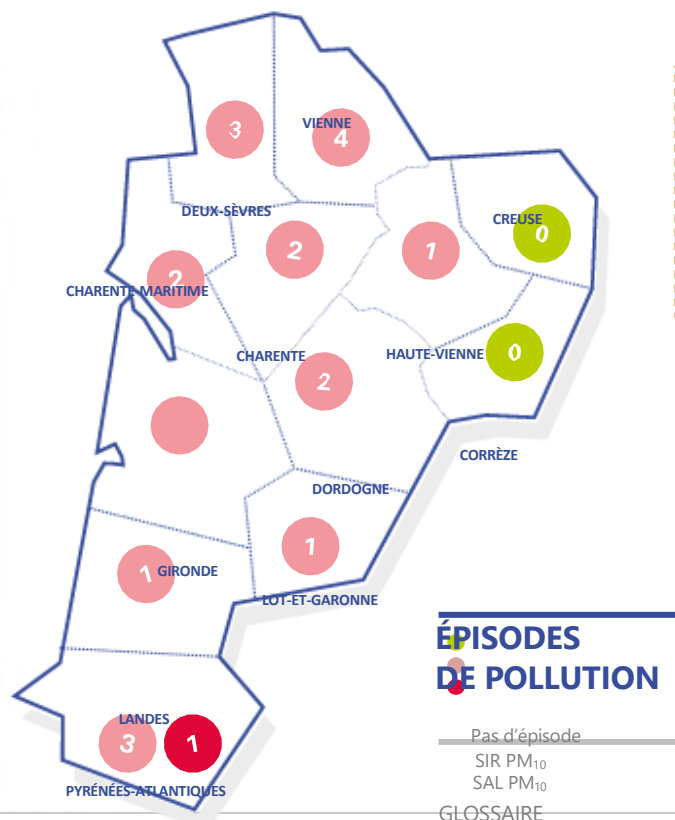 3
VIENNE
4
DEUX-SÈVRES
CREUSE
0
2
1
2
CHARENTE-MARITIME
CHARENTE
2
HAUTE-VIENNE
0
CORRÈZE
DORDOGNE
1
1
GIRONDE
LOT-ET-GARONNE
LANDES
3
1
PYRÉNÉES-ATLANTIQUES
ÉPISODES
DE POLLUTION
Pas d’épisode
SIR PM₁₀
SAL PM₁₀
GLOSSAIRE